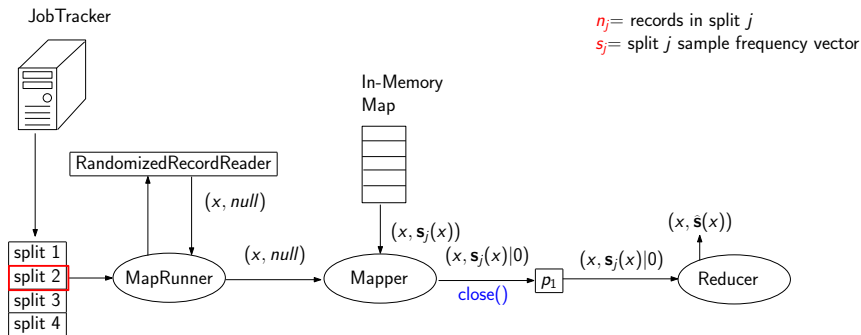 JobTracker
n_j= records in split j
s_j= split j sample frequency vector
In-Memory
Map
RandomizedRecordReader
(x, null)
(x, s_j(x))
split 1
split 2
split 3
split 4
MapRunner
(x, null)
Mapper
(x, s_j(x)|0)
close()
p_1
(x, s_j(x)|0)
(x, ŝ(x))
Reducer